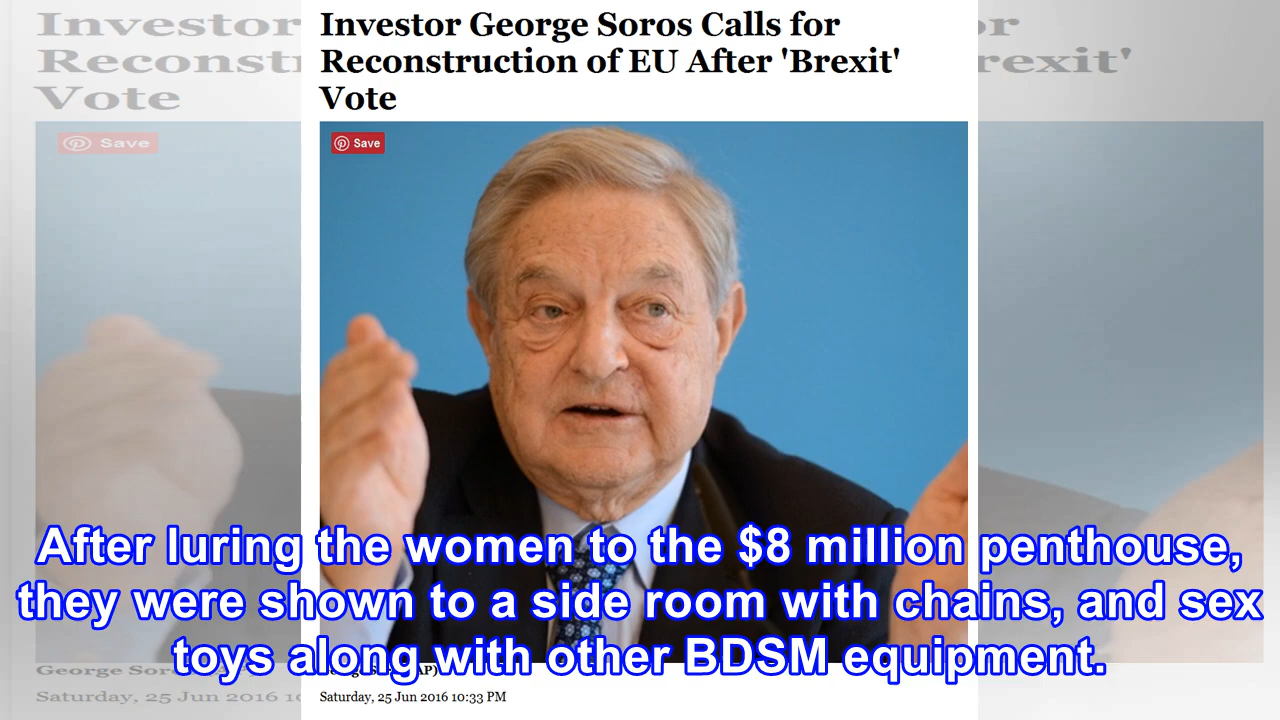 Investor George Soros Calls for
Reconstruction of EU After 'Brexit'
Vote
Save
After luring the women to the $8 million penthouse,
they were shown to a side room with chains, and sex
toys along with other BDSM equipment.
Saturday, 25 Jun 2016 10:33 PM